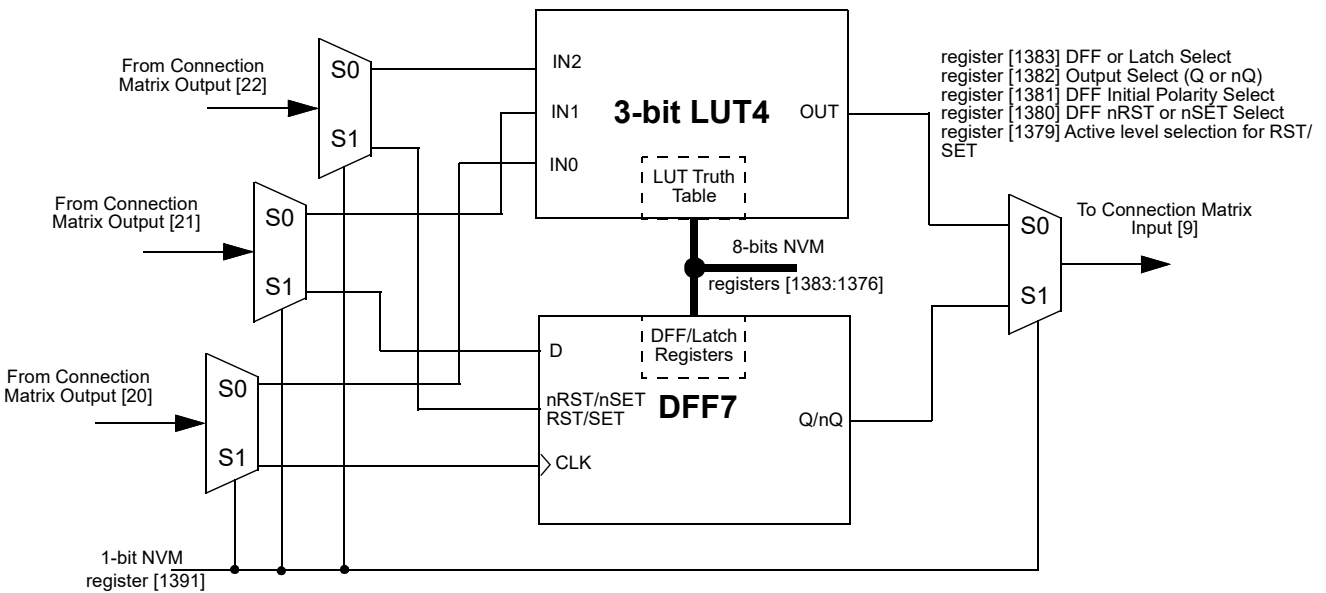 From Connection
Matrix Output [22]
S0
S1
IN2
IN1
IN0
3-bit LUT4
OUT
LUT Truth
Table
register [1383] DFF or Latch Select
register [1382] Output Select (Q or nQ)
register [1381] DFF Initial Polarity Select
register [1380] DFF nRST or nSET Select
register [1379] Active level selection for RST/
SET
From Connection
Matrix Output [21]
S0
S1
8-bits NVM
registers [1383:1376]
S0
S1
To Connection Matrix
Input [9]
From Connection
Matrix Output [20]
S0
S1
D
nRST/nSET
RST/SET
CLK
DFF/Latch
Registers
DFF7
Q/nQ
1-bit NVM
register [1391]